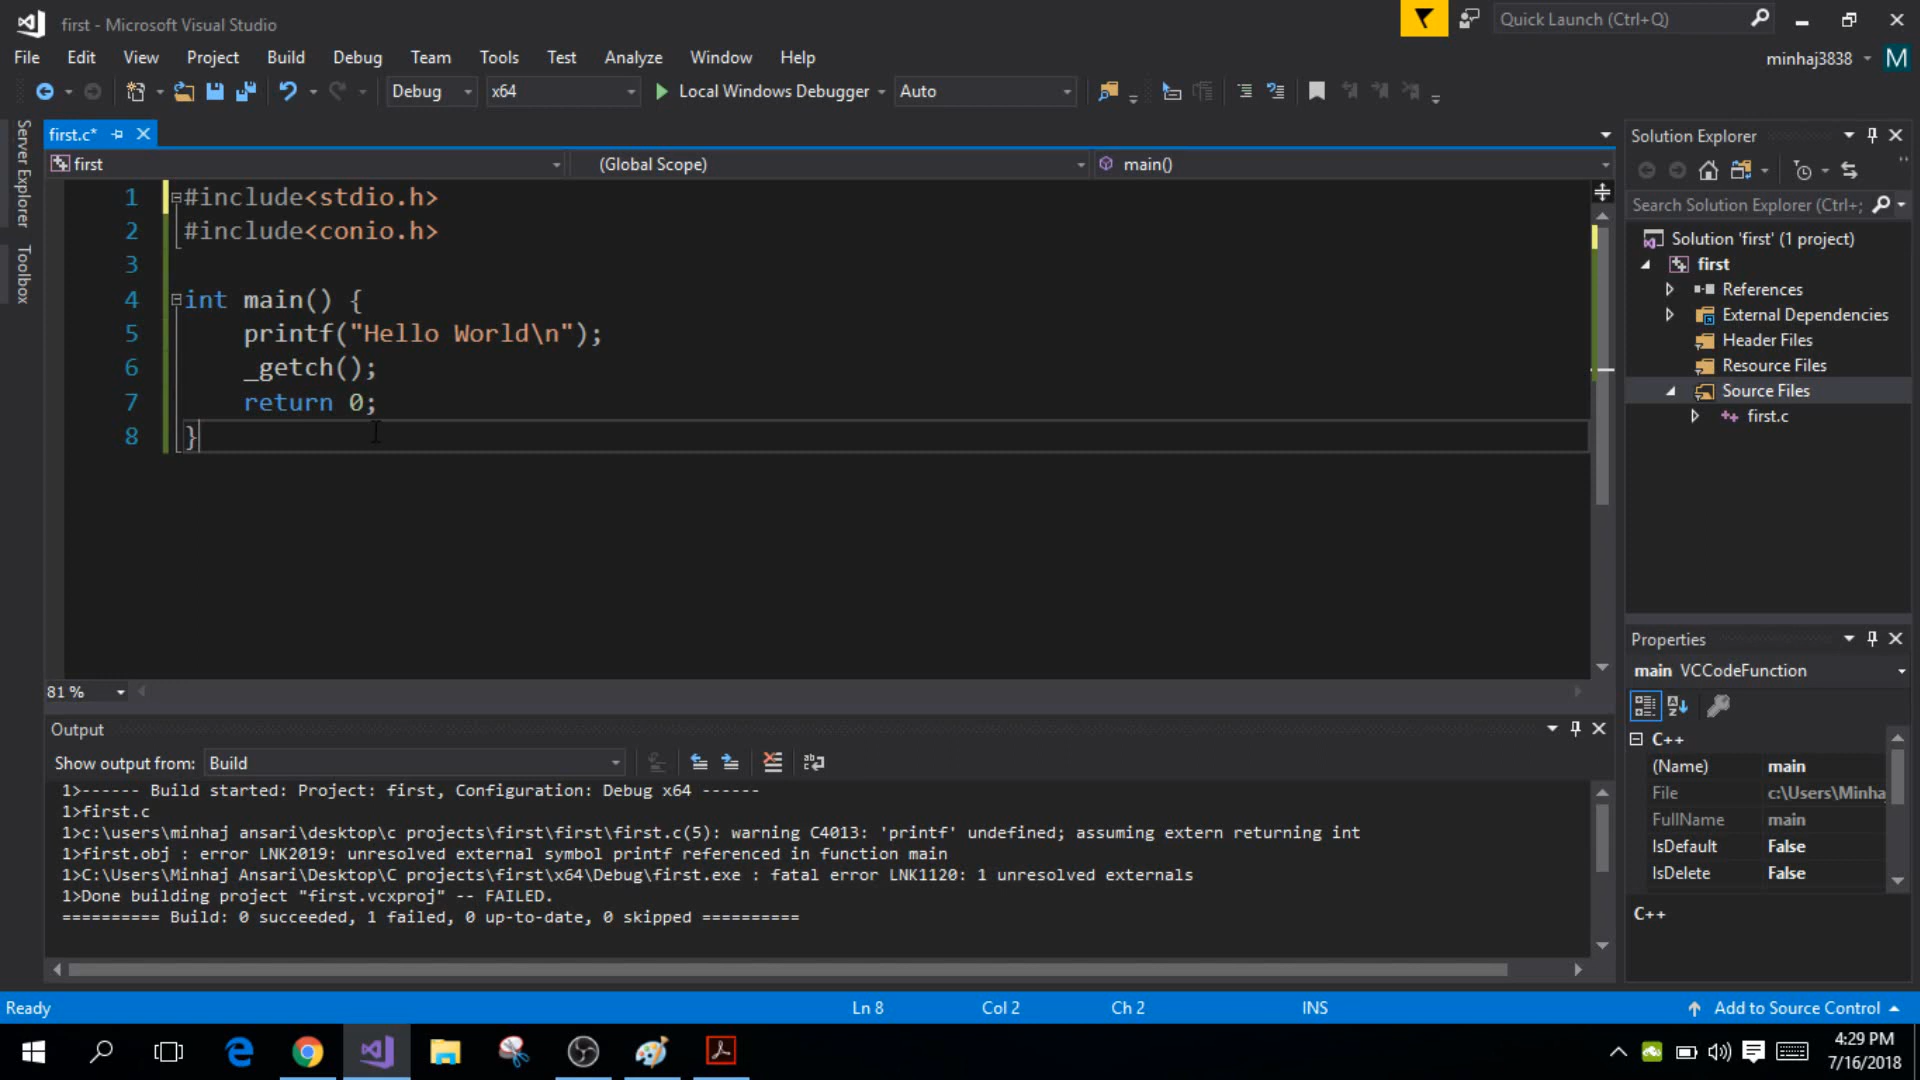 first - Microsoft Visual Studio
Quick Launch (Ctrl+Q)
File Edit View Project Build Debug Team Tools Test Analyze Window Help
minhaj3838 M
Debug x64 Local Windows Debugger Auto
Server Explorer
Toolbox
first.c*
first (Global Scope) main()
1 #include<stdio.h>
2 #include<conio.h>
3
4 int main() {
5 printf("Hello World\n");
6 _getch();
7 return 0;
8 }
81 %
Solution Explorer
Search Solution Explorer (Ctrl+;
Solution 'first' (1 project)
first
References
External Dependencies
Header Files
Resource Files
Source Files
first.c
Properties
main VCCodeFunction
C++
(Name) main
File c:\Users\Minha
FullName main
IsDefault False
IsDelete False
C++
Output
Show output from: Build
1>------ Build started: Project: first, Configuration: Debug x64 ------
1>first.c
1>c:\users\minhaj ansari\desktop\c projects\first\first\first.c(5): warning C4013: 'printf' undefined; assuming extern returning int
1>first.obj : error LNK2019: unresolved external symbol printf referenced in function main
1>C:\Users\Minhaj Ansari\Desktop\C projects\first\x64\Debug\first.exe : fatal error LNK1120: 1 unresolved externals
1>Done building project "first.vcxproj" -- FAILED.
========== Build: 0 succeeded, 1 failed, 0 up-to-date, 0 skipped ==========
Ready Ln 8 Col 2 Ch 2 INS Add to Source Control
4:29 PM
7/16/2018